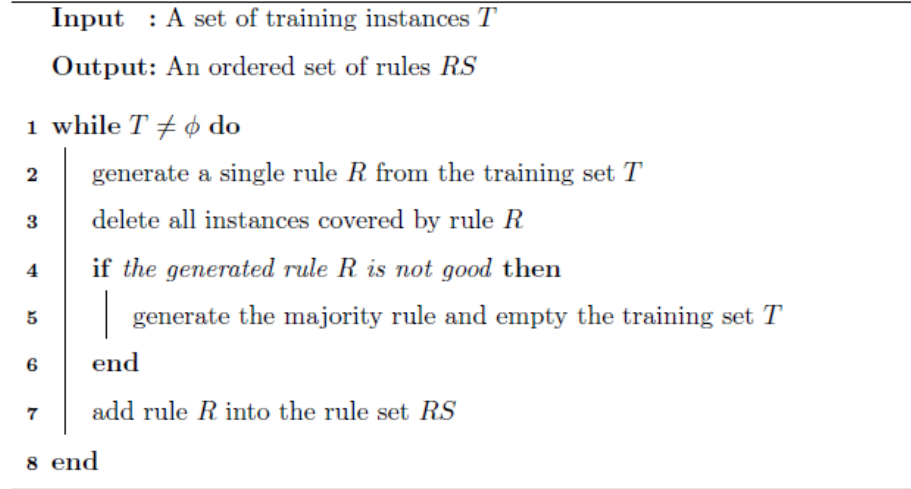 Input : A set of training instances T
Output: An ordered set of rules RS
1 while T ≠ ϕ do
2 generate a single rule R from the training set T
3 delete all instances covered by rule R
4 if the generated rule R is not good then
5 generate the majority rule and empty the training set T
6 end
7 add rule R into the rule set RS
8 end